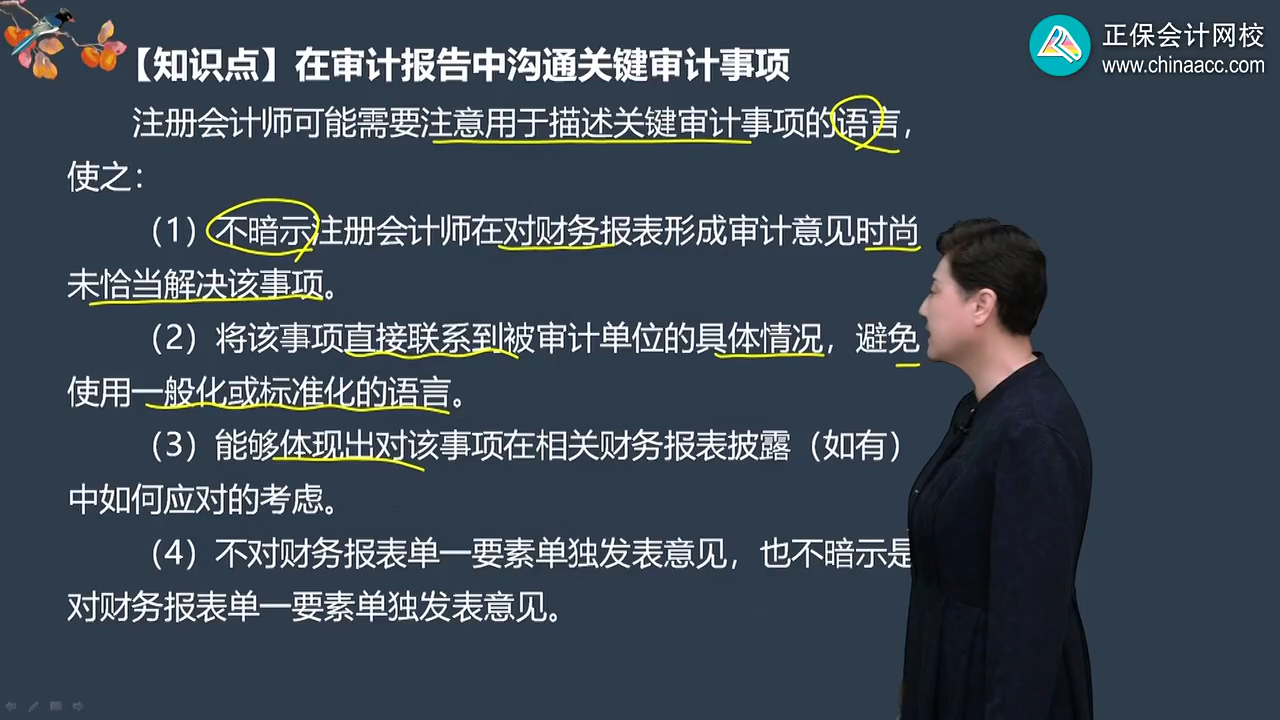 【知识点】在审计报告中沟通关键审计事项
正保会计网校
www.chinaacc.com
注册会计师可能需要注意用于描述关键审计事项的语言，
使之：
（1）不暗示注册会计师在对财务报表形成审计意见时尚
未恰当解决该事项。
（2）将该事项直接联系到被审计单位的具体情况，避免
使用一般化或标准化的语言。
（3）能够体现出对该事项在相关财务报表披露（如有）
中如何应对的考虑。
（4）不对财务报表单一要素单独发表意见，也不暗示是
对财务报表单一要素单独发表意见。